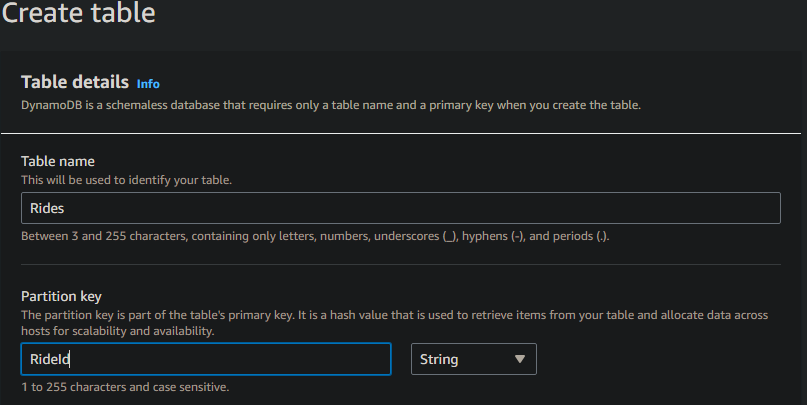 Create table
Table details Info
DynamoDB is a schemaless database that requires only a table name and a primary key when you create the table.
Table name
This will be used to identify your table.
Rides
Between 3 and 255 characters, containing only letters, numbers, underscores (_), hyphens (-), and periods (.).
Partition key
The partition key is part of the table's primary key. It is a hash value that is used to retrieve items from your table and allocate data across
hosts for scalability and availability.
RideId String
1 to 255 characters and case sensitive.